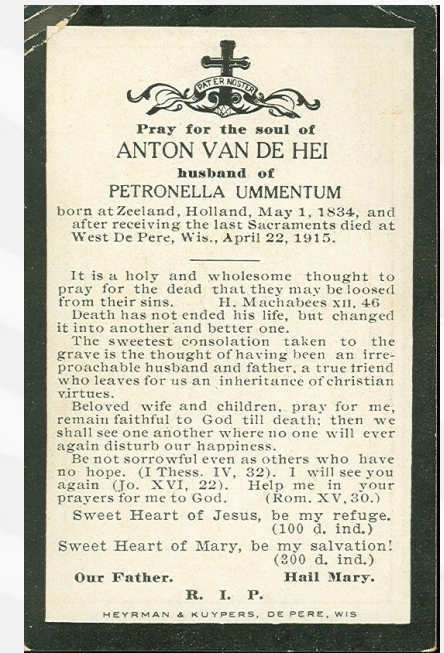 PATER NOSTER
Pray for the soul of
ANTON VAN DE HEI
husband of
PETRONELLA UMMENTUM
born at Zeeland, Holland, May 1, 1834, and
after receiving the last Sacraments died at
West De Pere, Wis., April 22, 1915.
It is a holy and wholesome thought to
pray for the dead that they may be loosed
from their sins. H. Machabees XII, 46
Death has not ended his life, but changed
it into another and better one.
The sweetest consolation taken to the
grave is the thought of having been an irre-
proachable husband and father, a true friend
who leaves for us an inheritance of christian
virtues.
Beloved wife and children, pray for me,
remain faithful to God till death; then we
shall see one another where no one will ever
again disturb our happiness.
Be not sorrowful even as others who have
no hope. (I Thess. IV, 32). I will see you
again (Jo. XVI, 22). Help me in your
prayers for me to God. (Rom. XV, 30.)
Sweet Heart of Jesus, be my refuge.
(100 d. ind.)
Sweet Heart of Mary, be my salvation!
(300 d. ind.)
Our Father. Hail Mary.
R. I. P.
HEYRMAN & KUYPERS, DE PERE, WIS